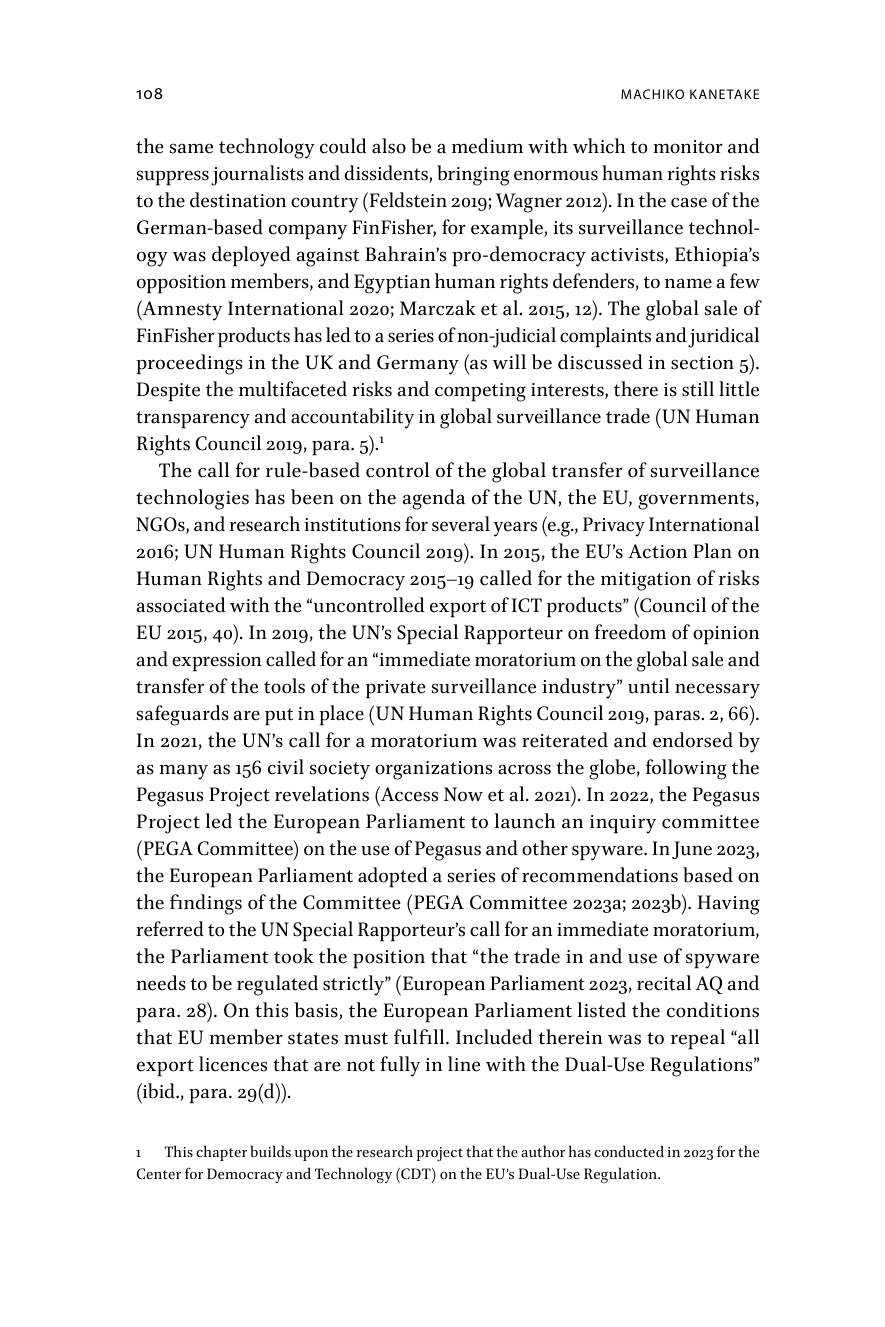 108
MACHIKO KANETAKE
the same technology could also be a medium with which to monitor and
suppress journalists and dissidents, bringing enormous human rights risks
to the destination country (Feldstein 2019; Wagner 2012). In the case of the
German-based company FinFisher, for example, its surveillance technol-
ogy was deployed against Bahrain’s pro-democracy activists, Ethiopia’s
opposition members, and Egyptian human rights defenders, to name a few
(Amnesty International 2020; Marczak et al. 2015, 12). The global sale of
FinFisher products has led to a series of non-judicial complaints and juridical
proceedings in the UK and Germany (as will be discussed in section 5).
Despite the multifaceted risks and competing interests, there is still little
transparency and accountability in global surveillance trade (UN Human
Rights Council 2019, para. 5).¹
The call for rule-based control of the global transfer of surveillance
technologies has been on the agenda of the UN, the EU, governments,
NGOs, and research institutions for several years (e.g., Privacy International
2016; UN Human Rights Council 2019). In 2015, the EU’s Action Plan on
Human Rights and Democracy 2015–19 called for the mitigation of risks
associated with the “uncontrolled export of ICT products” (Council of the
EU 2015, 40). In 2019, the UN’s Special Rapporteur on freedom of opinion
and expression called for an “immediate moratorium on the global sale and
transfer of the tools of the private surveillance industry” until necessary
safeguards are put in place (UN Human Rights Council 2019, paras. 2, 66).
In 2021, the UN’s call for a moratorium was reiterated and endorsed by
as many as 156 civil society organizations across the globe, following the
Pegasus Project revelations (Access Now et al. 2021). In 2022, the Pegasus
Project led the European Parliament to launch an inquiry committee
(PEGA Committee) on the use of Pegasus and other spyware. In June 2023,
the European Parliament adopted a series of recommendations based on
the findings of the Committee (PEGA Committee 2023a; 2023b). Having
referred to the UN Special Rapporteur’s call for an immediate moratorium,
the Parliament took the position that “the trade in and use of spyware
needs to be regulated strictly” (European Parliament 2023, recital AQ and
para. 28). On this basis, the European Parliament listed the conditions
that EU member states must fulfill. Included therein was to repeal “all
export licences that are not fully in line with the Dual-Use Regulations”
(ibid., para. 29(d)).
1 This chapter builds upon the research project that the author has conducted in 2023 for the
Center for Democracy and Technology (CDT) on the EU’s Dual-Use Regulation.